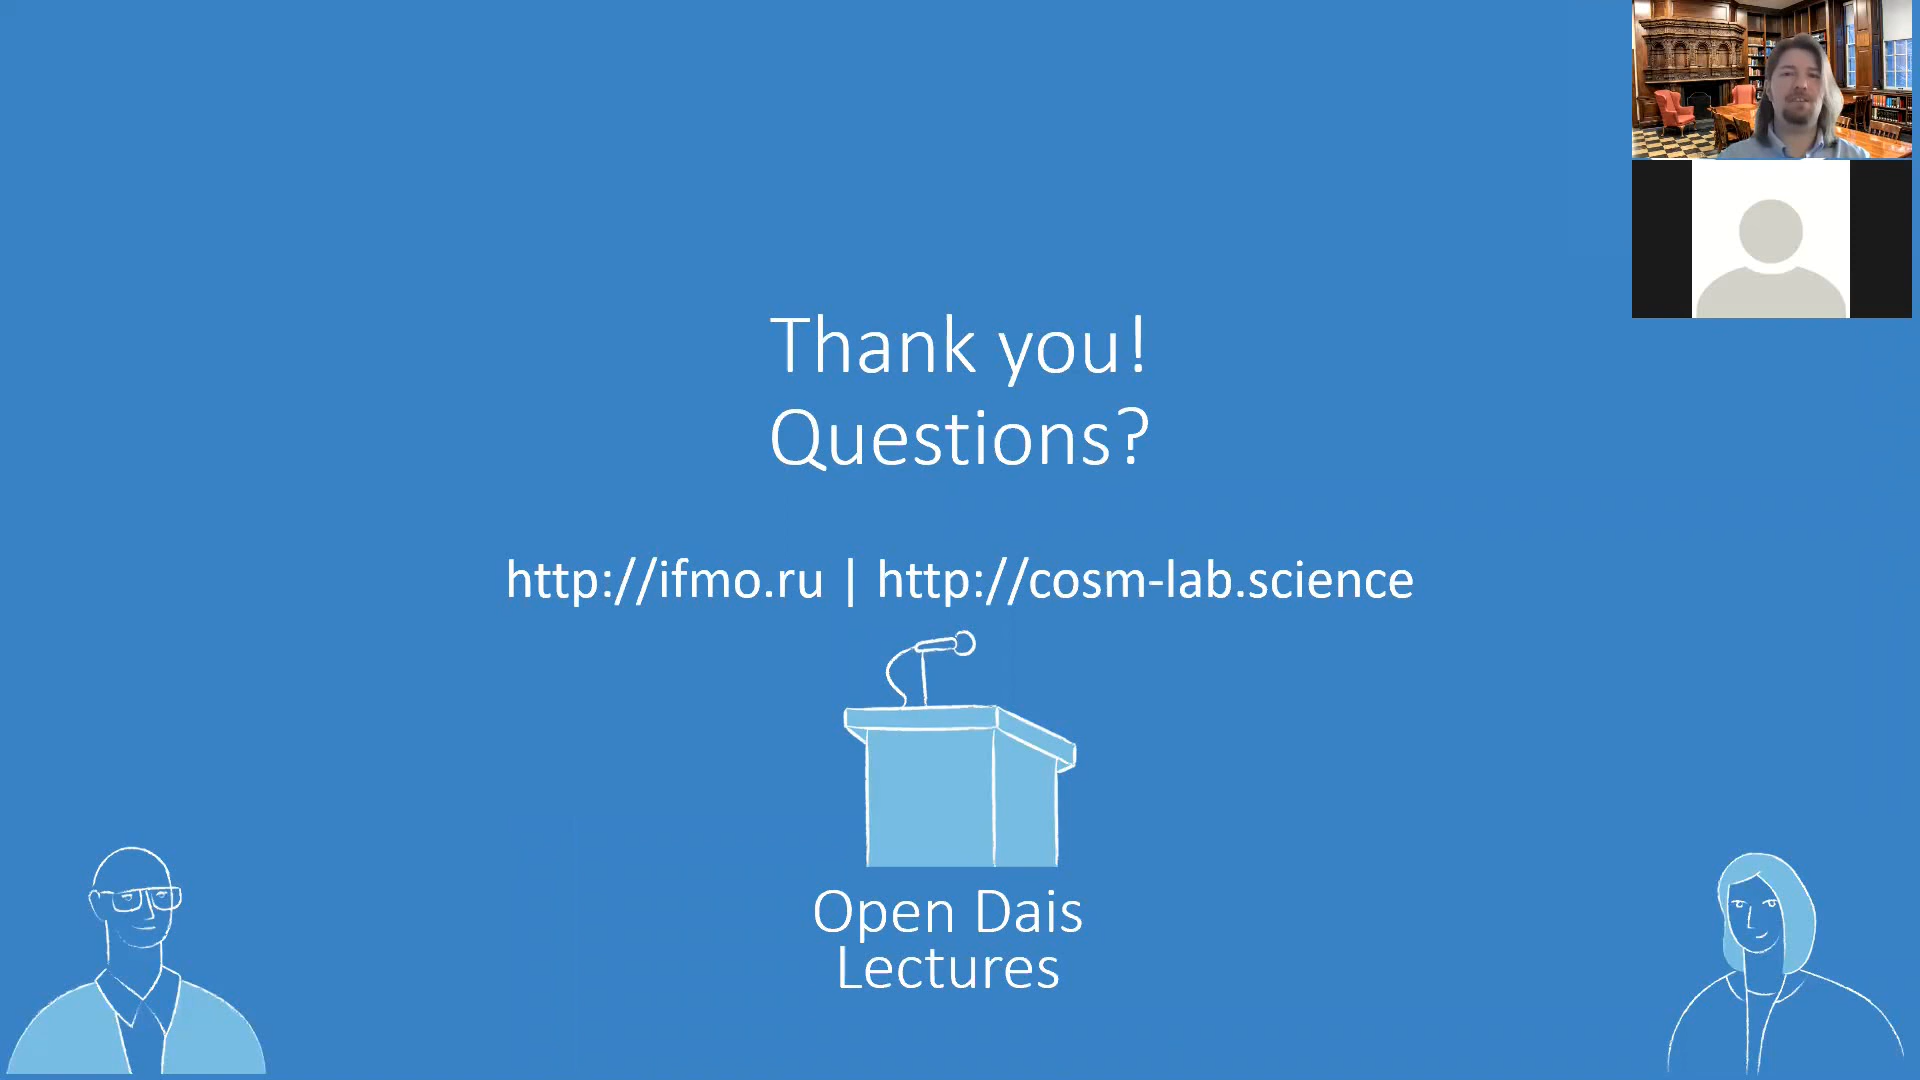 Thank you!
Questions?
http://ifmo.ru | http://cosm-lab.science
Open Dais
Lectures